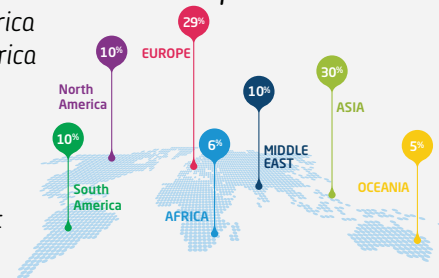 rica
rica
29%
EUROPE
10%
North
America
10%
30%
ASIA
10%
South
America
6%
AFRICA
MIDDLE
EAST
5%
OCEANIA